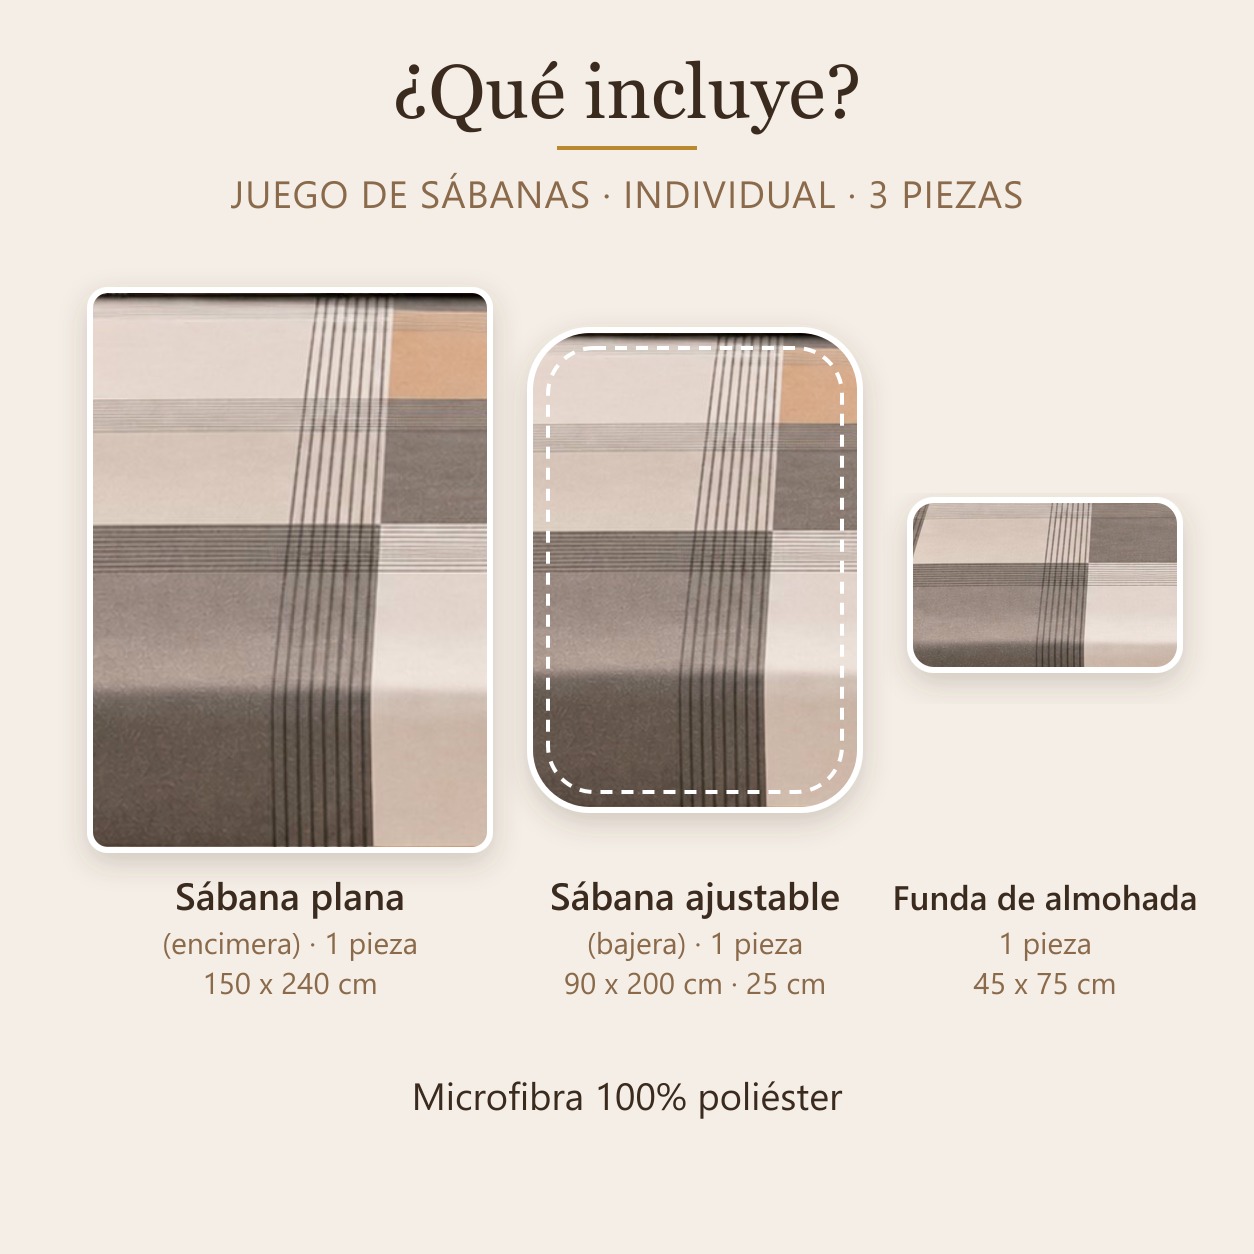 ¿Qué incluye?
JUEGO DE SÁBANAS · INDIVIDUAL · 3 PIEZAS
Sábana plana
(encimera) · 1 pieza
150 x 240 cm
Sábana ajustable
(bajera) · 1 pieza
90 x 200 cm · 25 cm
Funda de almohada
1 pieza
45 x 75 cm
Microfibra 100% poliéster